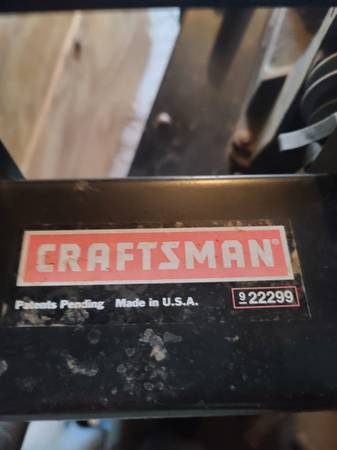 CRAFTSMAN®
Patents Pending Made in U.S.A. 9 22299